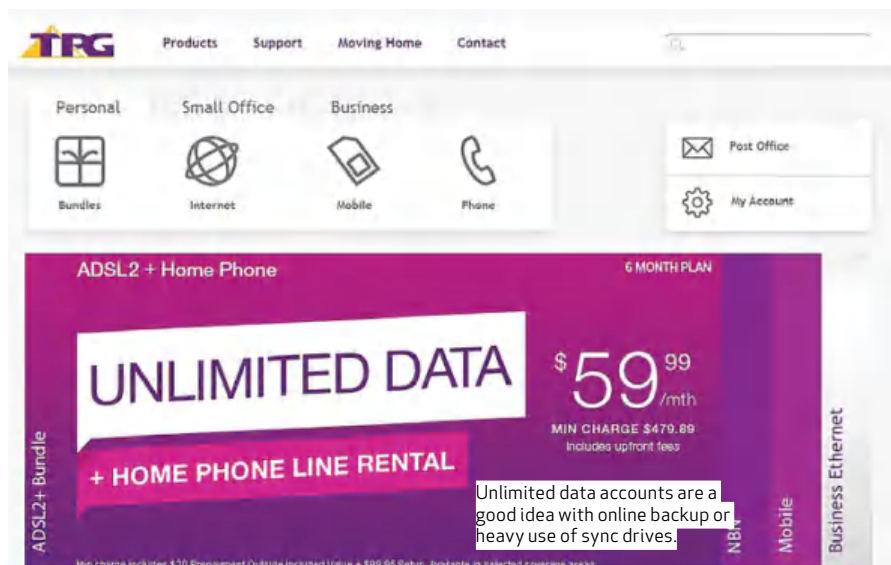 TPG
Products Support Moving Home Contact
Personal Small Office Business
Bundles Internet Mobile Phone
Post Office
My Account
ADSL2 + Home Phone
6 MONTH PLAN
UNLIMITED DATA
$59.99
/mth
MIN CHARGE $479.89
Includes upfront fees
+ HOME PHONE LINE RENTAL
Unlimited data accounts are a
good idea with online backup or
heavy use of sync drives.
ADSL2+ Bundle
NBN
Mobile
Business Ethernet